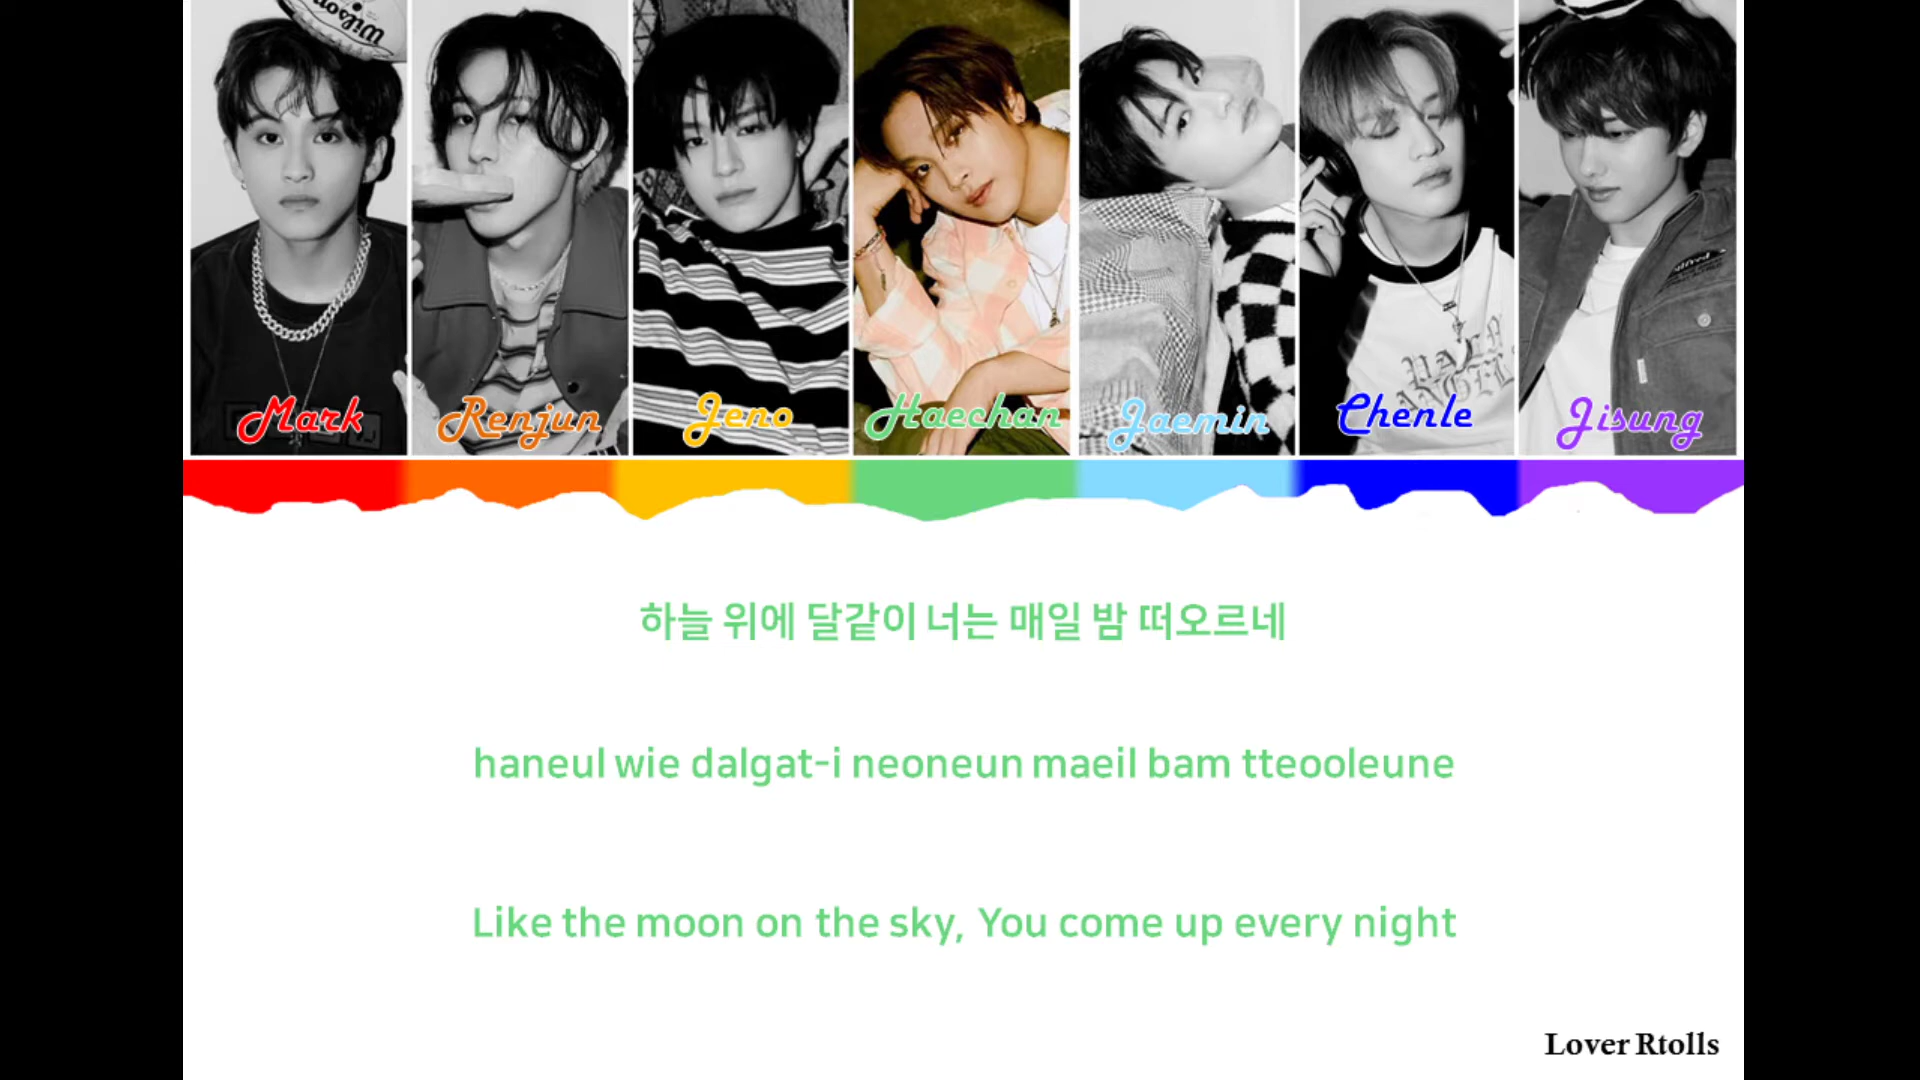 Wilson
Mark
Renjun
Jeno
Haechan
Jaemin
Chenle
Jisung
하늘 위에 달같이 너는 매일 밤 떠오르네
haneul wie dalgat-i neoneun maeil bam tteooleune
Like the moon on the sky, You come up every night
Lover Rtolls